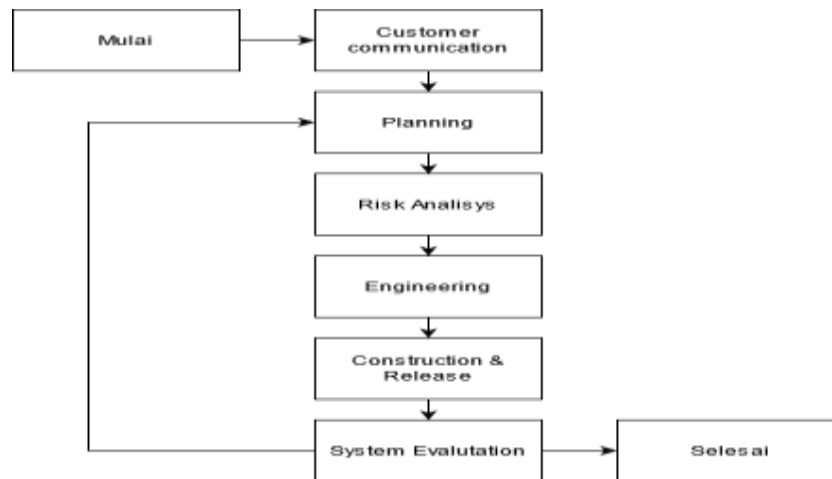 Mulai
Customer
communication
Planning
Risk Analisys
Engineering
Construction &
Release
System Evalutation
Selesai